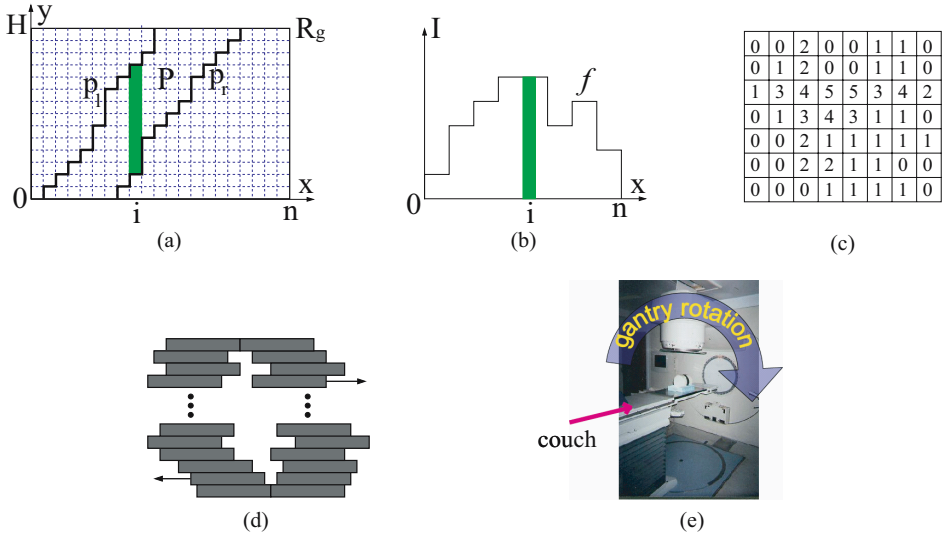 H y R_g
p_l P p_r
0 i n x
(a)
I f
0 i n x
(b)
0 0 2 0 0 1 1 0
0 1 2 0 0 1 1 0
1 3 4 5 5 3 4 2
0 1 3 4 3 1 1 0
0 0 2 1 1 1 1 1
0 0 2 2 1 1 0 0
0 0 0 1 1 1 1 0
(c)
(d)
gantry rotation
couch
(e)